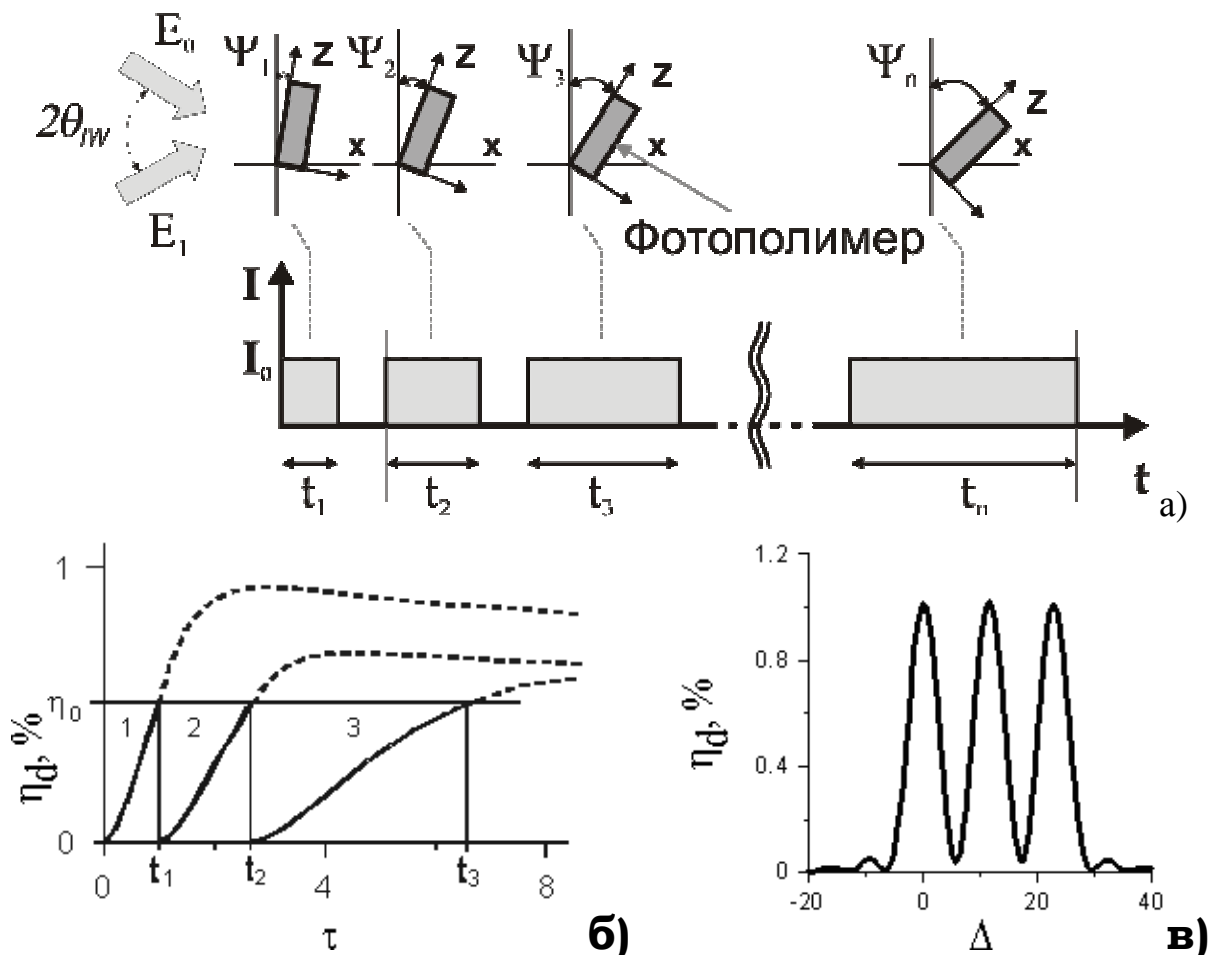 E₀ Ψ₁ z Ψ₂ z Ψ₃ z Ψₙ z
2θ_IW x x x x
E₁
Фотополимер
I
I₀
t₁ t₂ t₃ tₙ t a)
1
η₀
1 2 3
η_d, %
0
t₁ t₂ t₃
0 4 8
τ
б)
1.2
0.8
0.4
0
η_d, %
-20 0 20 40
Δ
в)